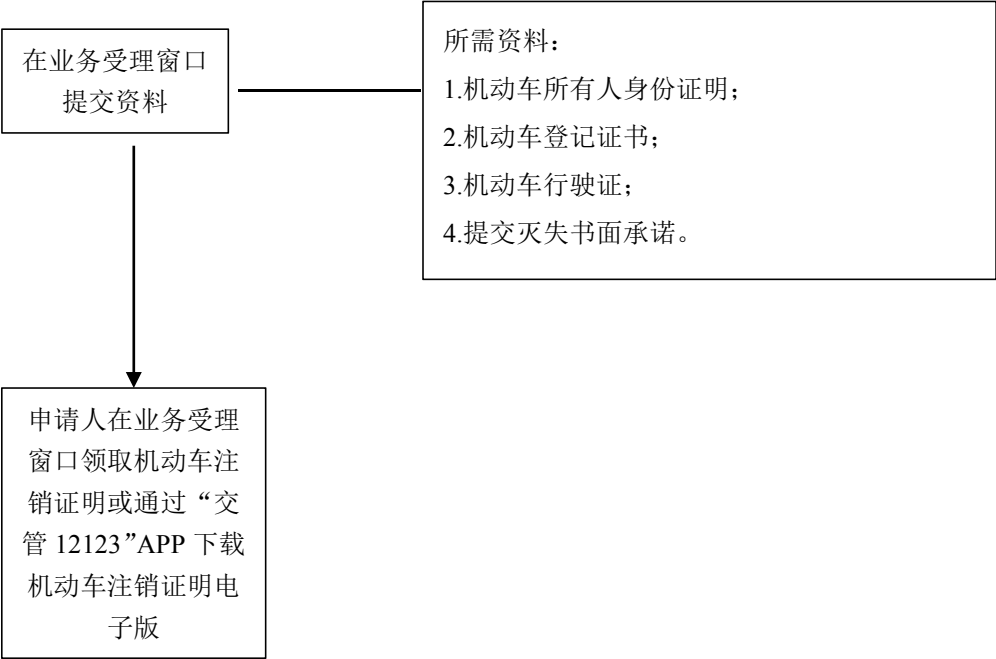 在业务受理窗口
提交资料
所需资料：
1.机动车所有人身份证明；
2.机动车登记证书；
3.机动车行驶证；
4.提交灭失书面承诺。
申请人在业务受理
窗口领取机动车注
销证明或通过“交
管 12123”APP 下载
机动车注销证明电
子版